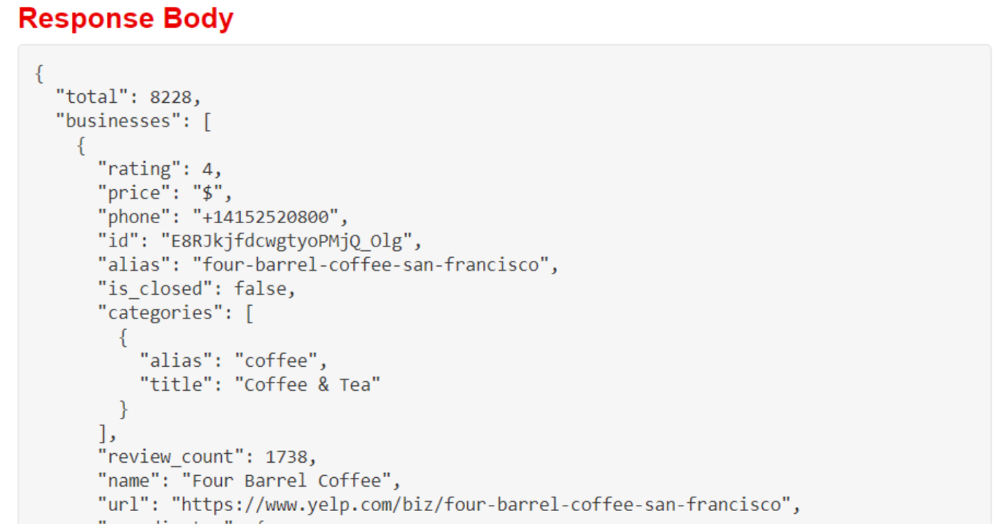 Response Body
{
"total": 8228,
"businesses": [
{
"rating": 4,
"price": "$",
"phone": "+14152520800",
"id": "E8RJkjfdcwgtyoPMjQ_Olg",
"alias": "four-barrel-coffee-san-francisco",
"is_closed": false,
"categories": [
{
"alias": "coffee",
"title": "Coffee & Tea"
}
],
"review_count": 1738,
"name": "Four Barrel Coffee",
"url": "https://www.yelp.com/biz/four-barrel-coffee-san-francisco",